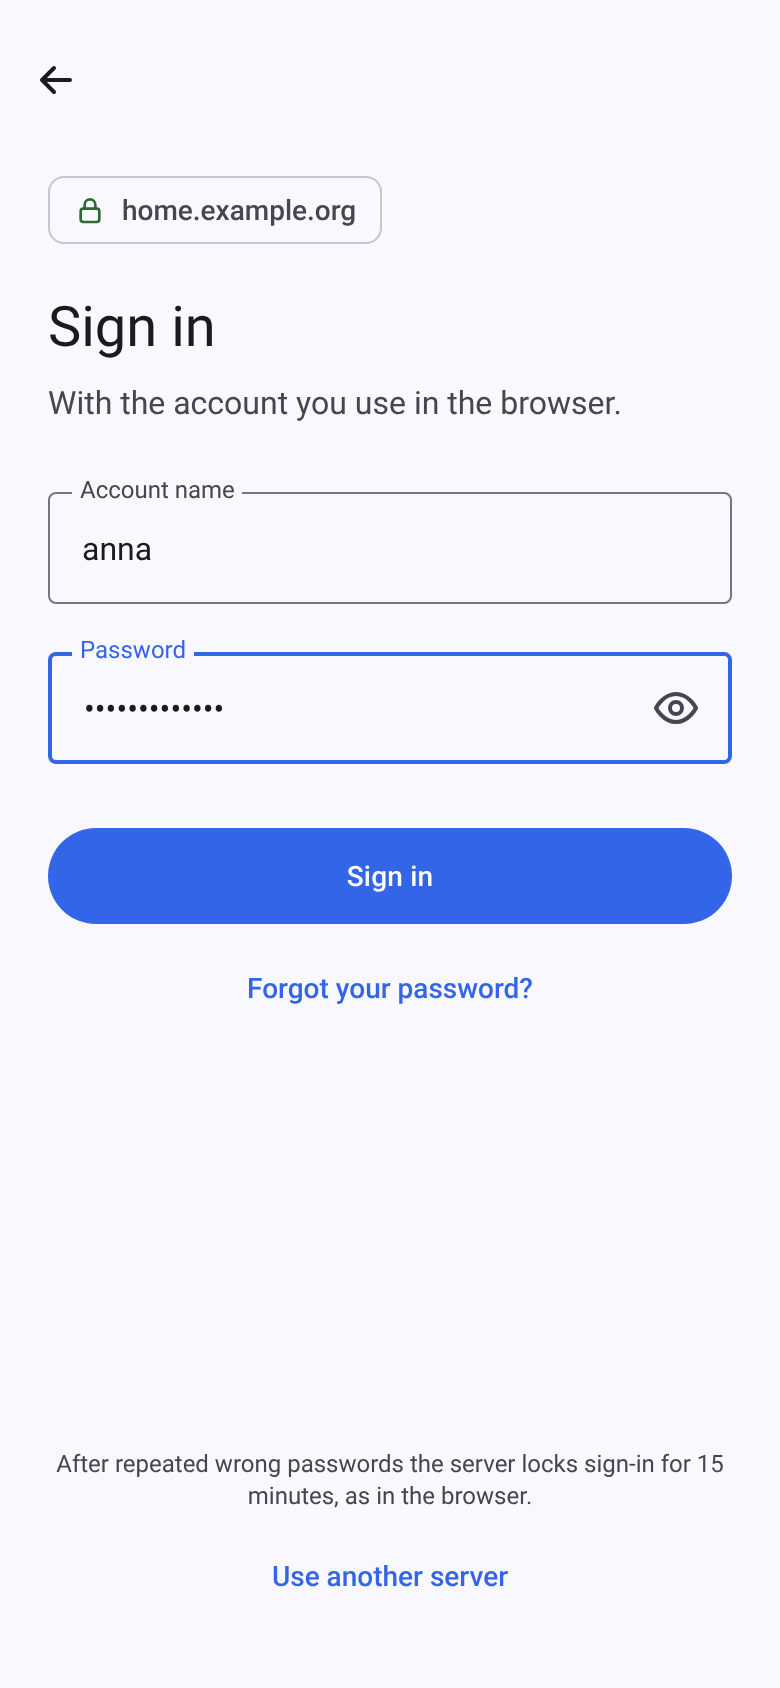 home.example.org
Sign in
With the account you use in the browser.
Account name
anna
Password
•••••••••••••
Sign in
Forgot your password?
After repeated wrong passwords the server locks sign-in for 15
minutes, as in the browser.
Use another server